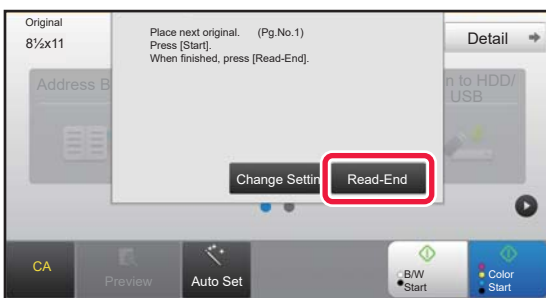 Original
8½x11
Place next original. (Pg.No.1)
Press [Start].
When finished, press [Read-End].
Detail
Address B
n to HDD/
USB
Change Settin
Read-End
CA
Preview
Auto Set
B/W
Start
Color
Start